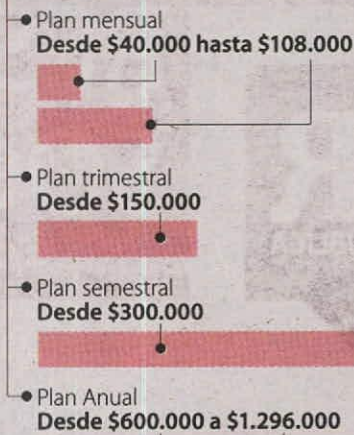 Plan mensual
Desde $40.000 hasta $108.000
Plan trimestral
Desde $150.000
Plan semestral
Desde $300.000
Plan Anual
Desde $600.000 a $1.296.000